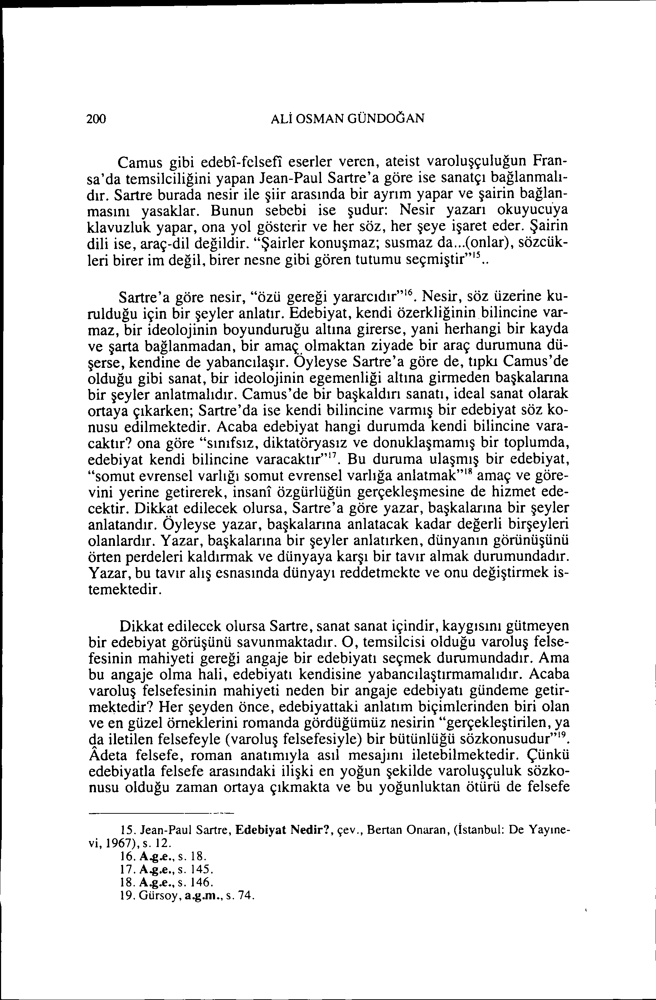 200
ALİ OSMAN GÜNDOĞAN
Camus gibi edebî-felsefî eserler veren, ateist varoluşçuluğun Fran-
sa'da temsilciliğini yapan Jean-Paul Sartre'a göre ise sanatçı bağlanmalı-
dır. Sartre burada nesir ile şiir arasında bir ayrım yapar ve şairin bağlan-
masını yasaklar. Bunun sebebi ise şudur: Nesir yazarı okuyucuya
klavuzluk yapar, ona yol gösterir ve her söz, her şeye işaret eder. Şairin
dili ise, araç-dil değildir. “Şairler konuşmaz; susmaz da...(onlar), sözcük-
leri birer im değil, birer nesne gibi gören tutumu seçmiştir”¹⁵..
Sartre'a göre nesir, “özü gereği yararcıdır”¹⁶. Nesir, söz üzerine ku-
rulduğu için bir şeyler anlatır. Edebiyat, kendi özerkliğinin bilincine var-
maz, bir ideolojinin boyunduruğu altına girerse, yani herhangi bir kayda
ve şarta bağlanmadan, bir amaç olmaktan ziyade bir araç durumuna dü-
şerse, kendine de yabancılaşır. Öyleyse Sartre'a göre de, tıpkı Camus'de
olduğu gibi sanat, bir ideolojinin egemenliği altına girmeden başkalarına
bir şeyler anlatmalıdır. Camus'de bir başkaldırı sanatı, ideal sanat olarak
ortaya çıkarken; Sartre'da ise kendi bilincine varmış bir edebiyat söz ko-
nusu edilmektedir. Acaba edebiyat hangi durumda kendi bilincine vara-
caktır? ona göre “sınıfsız, diktatöryasız ve donuklaşmamış bir toplumda,
edebiyat kendi bilincine varacaktır”¹⁷. Bu duruma ulaşmış bir edebiyat,
“somut evrensel varlığı somut evrensel varlığa anlatmak”¹⁸ amaç ve göre-
vini yerine getirerek, insanî özgürlüğün gerçekleşmesine de hizmet ede-
cektir. Dikkat edilecek olursa, Sartre'a göre yazar, başkalarına bir şeyler
anlatandır. Öyleyse yazar, başkalarına anlatacak kadar değerli birşeyleri
olanlardır. Yazar, başkalarına bir şeyler anlatırken, dünyanın görünüşünü
örten perdeleri kaldırmak ve dünyaya karşı bir tavır almak durumundadır.
Yazar, bu tavır alış esnasında dünyayı reddetmekte ve onu değiştirmek is-
temektedir.
Dikkat edilecek olursa Sartre, sanat sanat içindir, kaygısını gütmeyen
bir edebiyat görüşünü savunmaktadır. O, temsilcisi olduğu varoluş felse-
fesinin mahiyeti gereği angaje bir edebiyatı seçmek durumundadır. Ama
bu angaje olma hali, edebiyatı kendisine yabancılaştırmamalıdır. Acaba
varoluş felsefesinin mahiyeti neden bir angaje edebiyatı gündeme getir-
mektedir? Her şeyden önce, edebiyattaki anlatım biçimlerinden biri olan
ve en güzel örneklerini romanda gördüğümüz nesirin “gerçekleştirilen, ya
da iletilen felsefeyle (varoluş felsefesiyle) bir bütünlüğü sözkonusudur”¹⁹.
Âdeta felsefe, roman anatımıyla asıl mesajını iletebilmektedir. Çünkü
edebiyatla felsefe arasındaki ilişki en yoğun şekilde varoluşçuluk sözko-
nusu olduğu zaman ortaya çıkmakta ve bu yoğunluktan ötürü de felsefe
15. Jean-Paul Sartre, Edebiyat Nedir?, çev., Bertan Onaran, (İstanbul: De Yayıne-
vi, 1967), s. 12.
16. A.g.e., s. 18.
17. A.g.e., s. 145.
18. A.g.e., s. 146.
19. Gürsoy, a.g.m., s. 74.